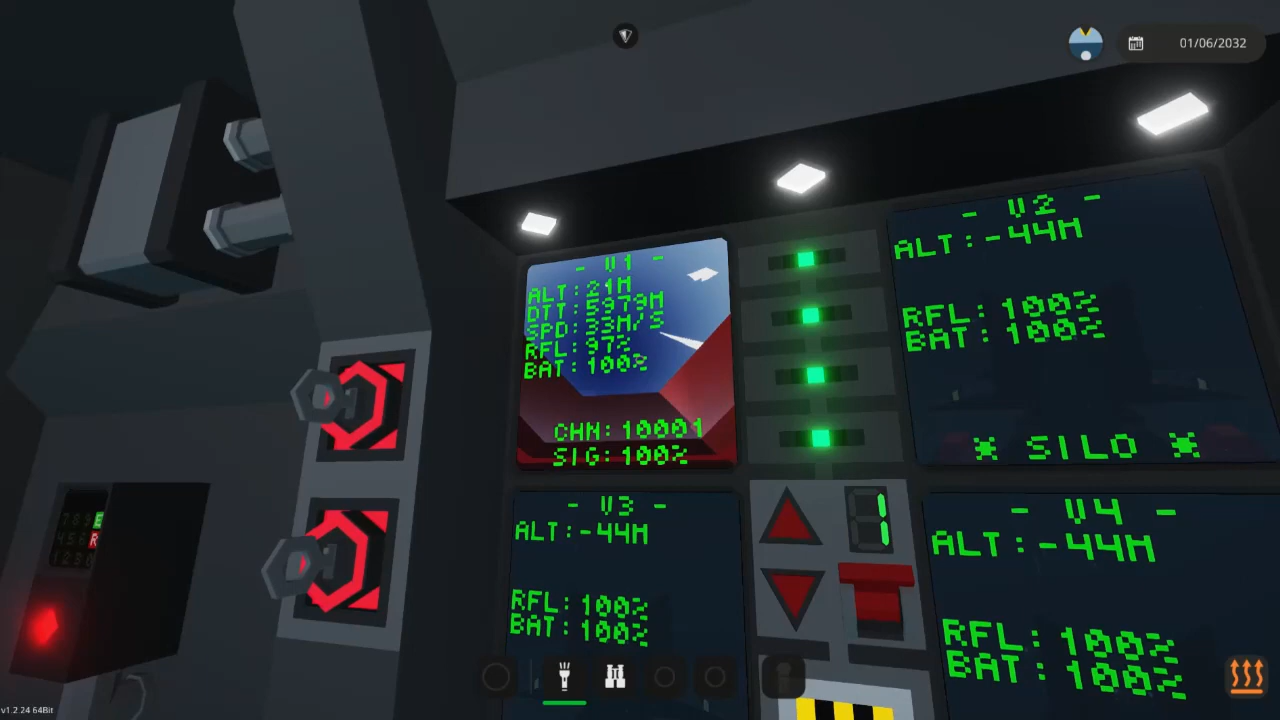 01/06/2032
- V1 -
ALT:21M
DTT:5979M
SPD:33M/S
RFL:97%
BAT:100%
CHN:10001
SIG:100%
- V2 -
ALT:-44M
RFL:100%
BAT:100%
SILO
- V3 -
ALT:-44M
RFL:100%
BAT:100%
1
- V4 -
ALT:-44M
RFL:100%
BAT:100%
E
R
v1.2 24 64Bit